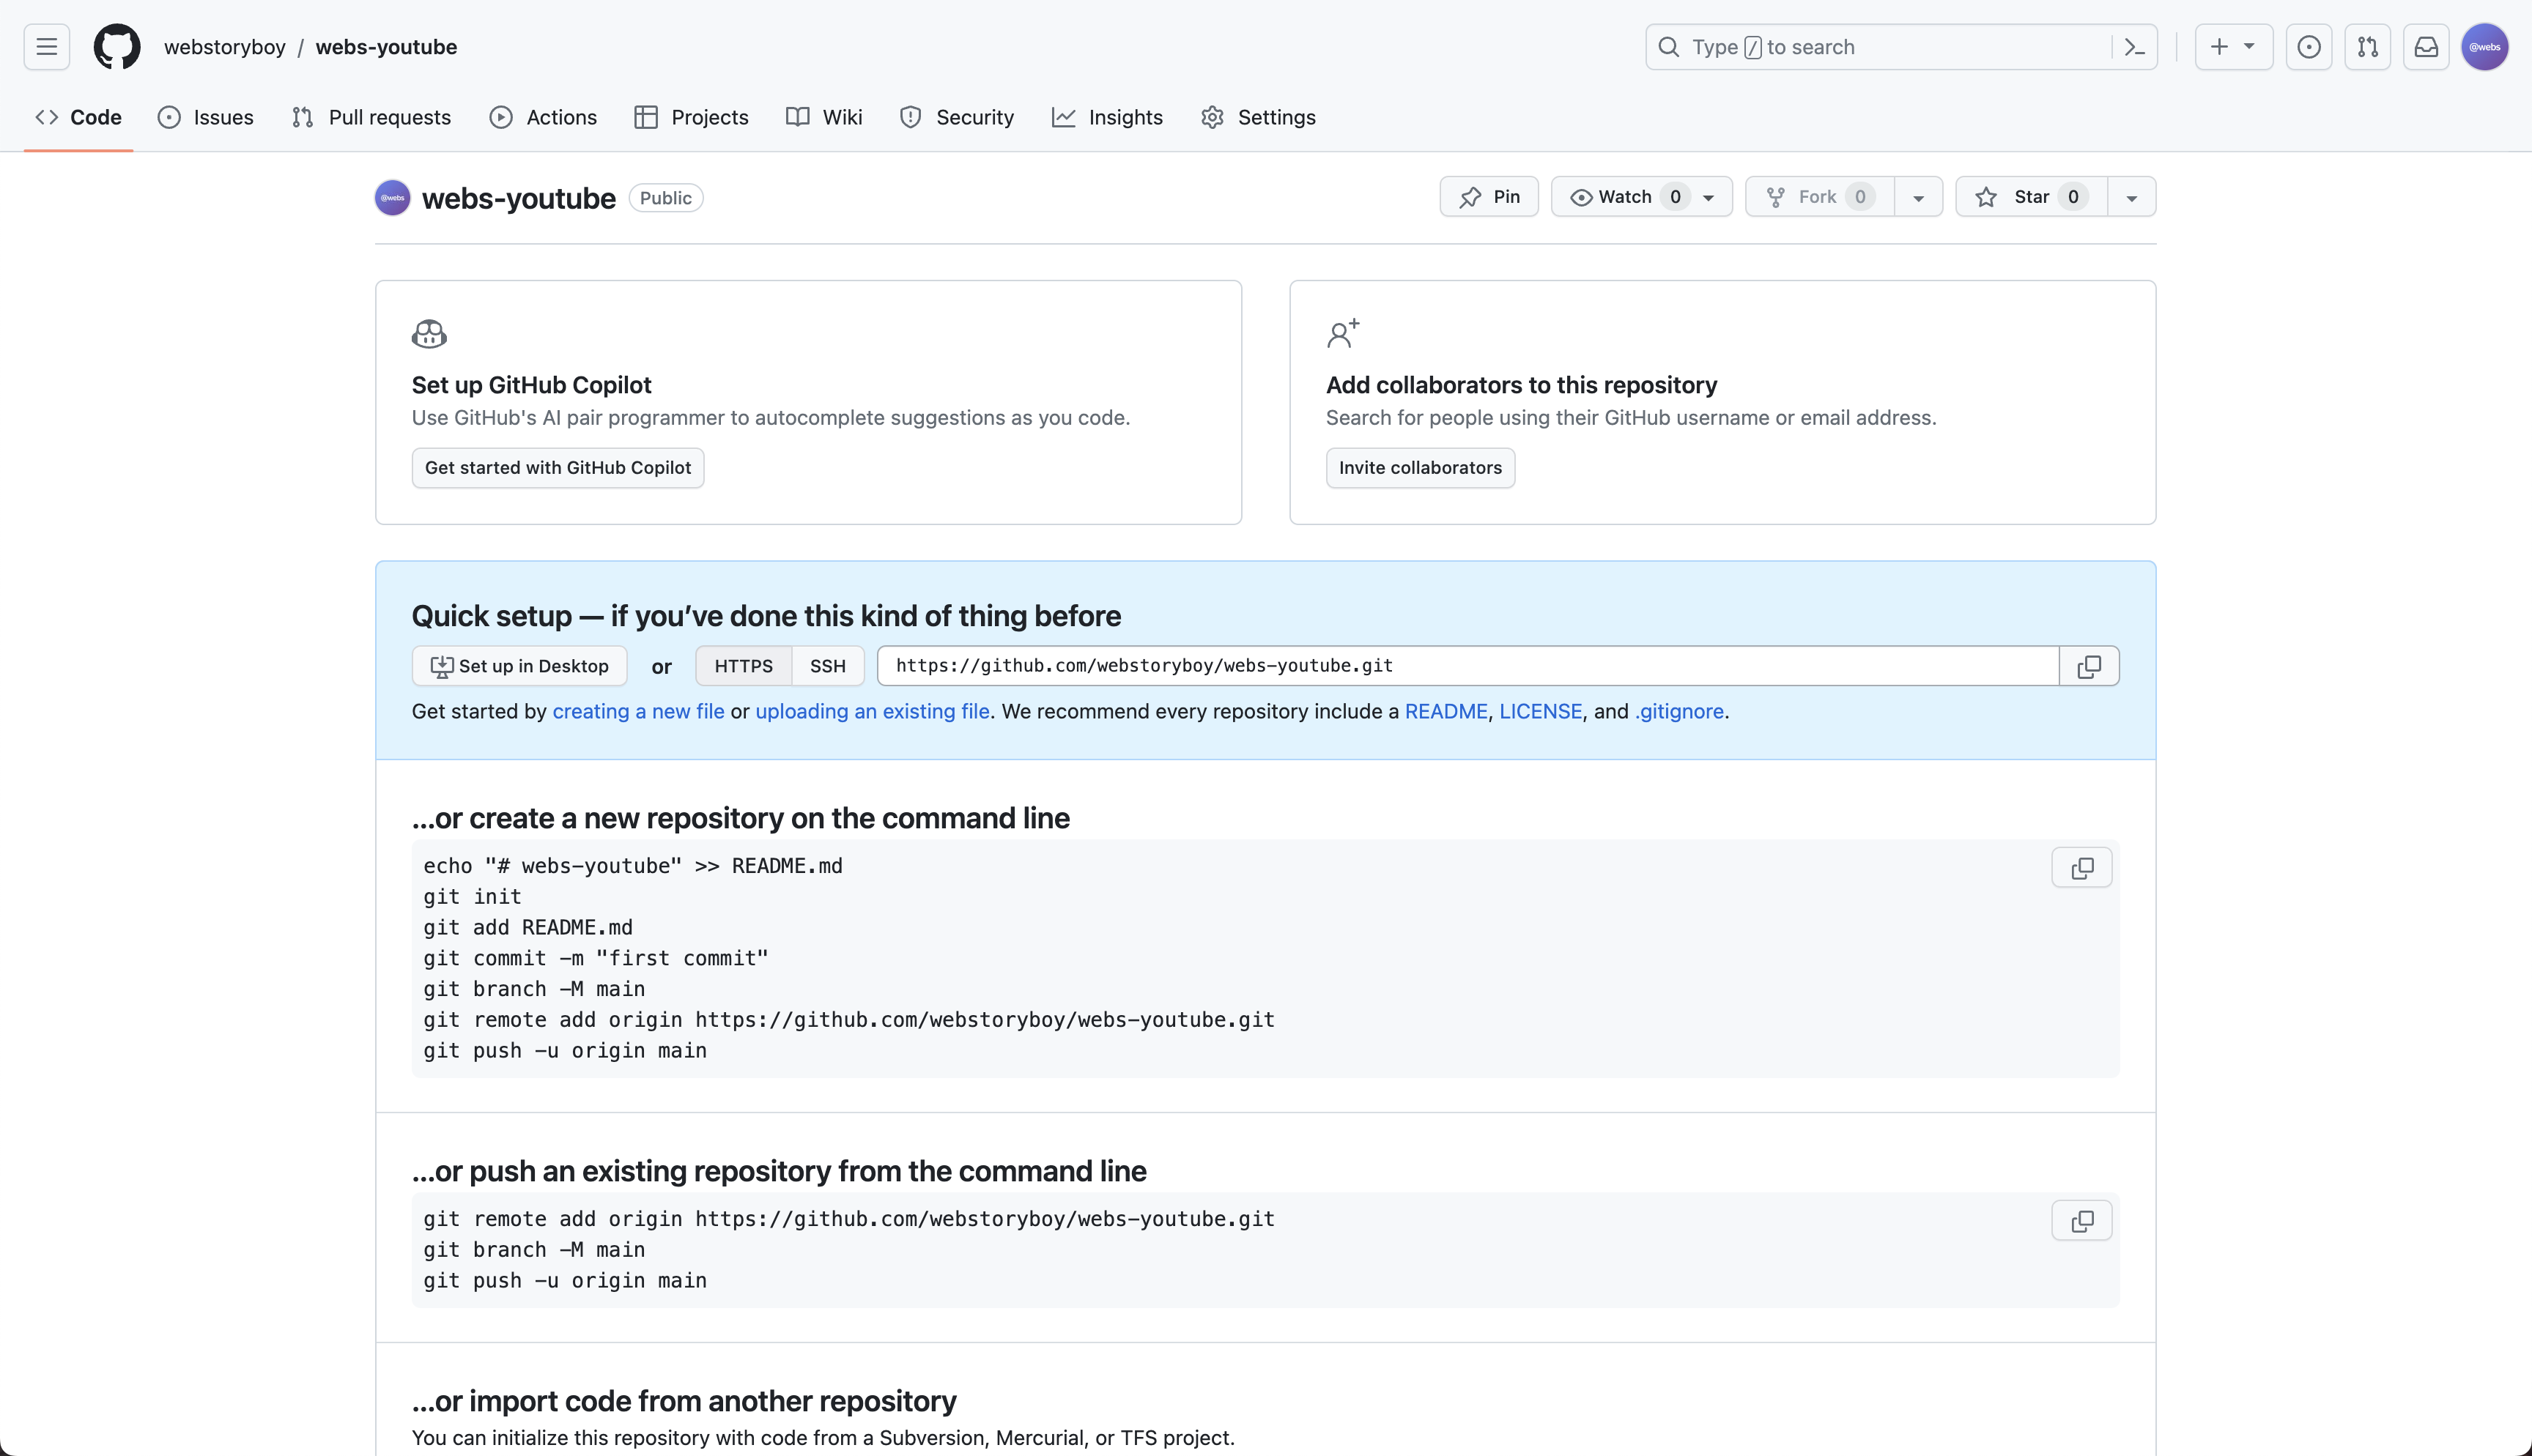 webstoryboy / webs-youtube
Type / to search
@webs
Code Issues Pull requests Actions Projects Wiki Security Insights Settings
@webs webs-youtube Public
Pin Watch 0 Fork 0 Star 0
Set up GitHub Copilot
Use GitHub's AI pair programmer to autocomplete suggestions as you code.
Get started with GitHub Copilot
Add collaborators to this repository
Search for people using their GitHub username or email address.
Invite collaborators
Quick setup — if you’ve done this kind of thing before
Set up in Desktop or HTTPS SSH https://github.com/webstoryboy/webs-youtube.git
Get started by creating a new file or uploading an existing file. We recommend every repository include a README, LICENSE, and .gitignore.
…or create a new repository on the command line
echo "# webs-youtube" >> README.md
git init
git add README.md
git commit -m "first commit"
git branch -M main
git remote add origin https://github.com/webstoryboy/webs-youtube.git
git push -u origin main
…or push an existing repository from the command line
git remote add origin https://github.com/webstoryboy/webs-youtube.git
git branch -M main
git push -u origin main
…or import code from another repository
You can initialize this repository with code from a Subversion, Mercurial, or TFS project.